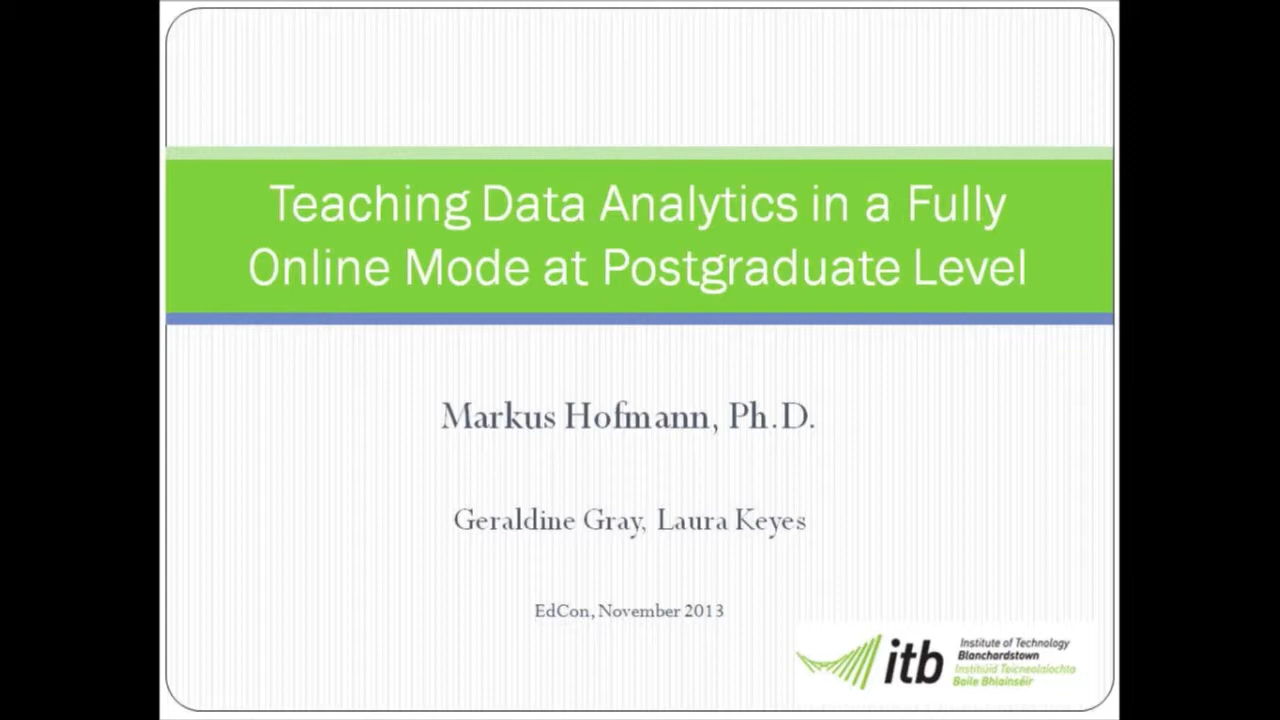 Teaching Data Analytics in a Fully
Online Mode at Postgraduate Level
Markus Hofmann, Ph.D.
Geraldine Gray, Laura Keyes
EdCon, November 2013
itb
Institute of Technology
Blanchardstown
Institiúid Teicneolaíochta
Baile Bhlainséir